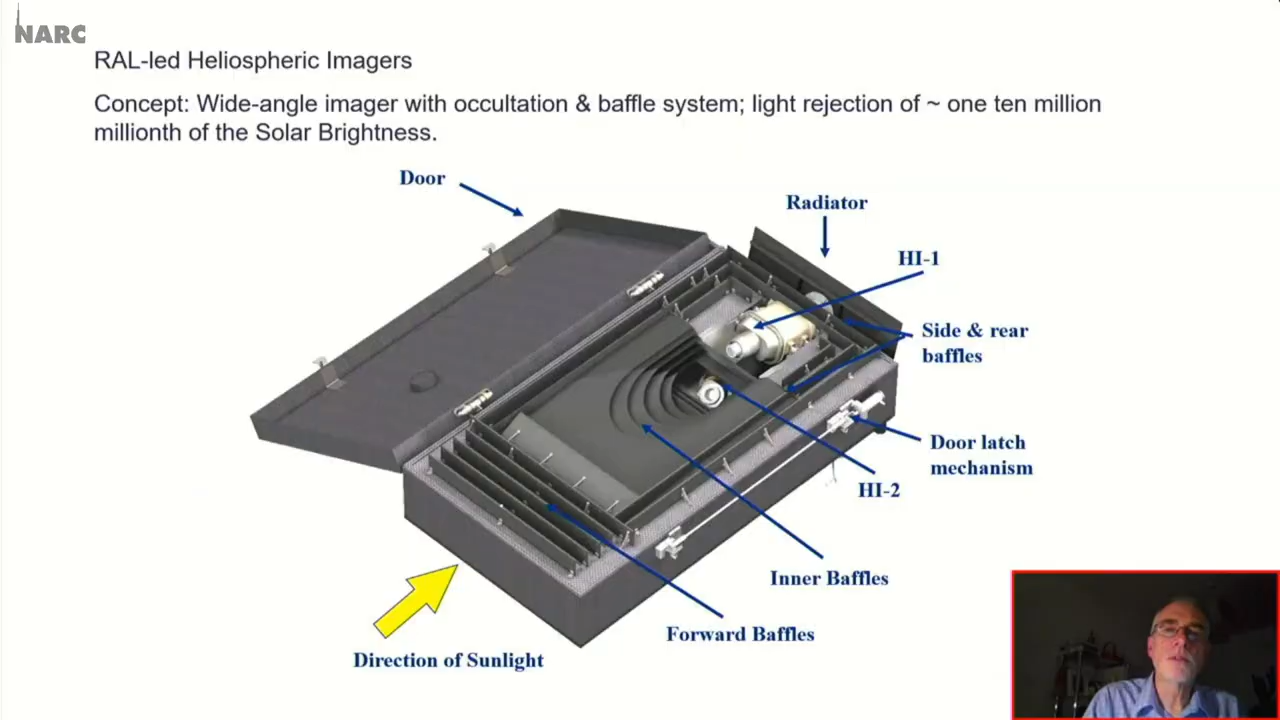 NARC
RAL-led Heliospheric Imagers
Concept: Wide-angle imager with occultation & baffle system; light rejection of ~ one ten million
millionth of the Solar Brightness.
Door
Radiator
HI-1
Side & rear
baffles
Door latch
mechanism
HI-2
Inner Baffles
Forward Baffles
Direction of Sunlight